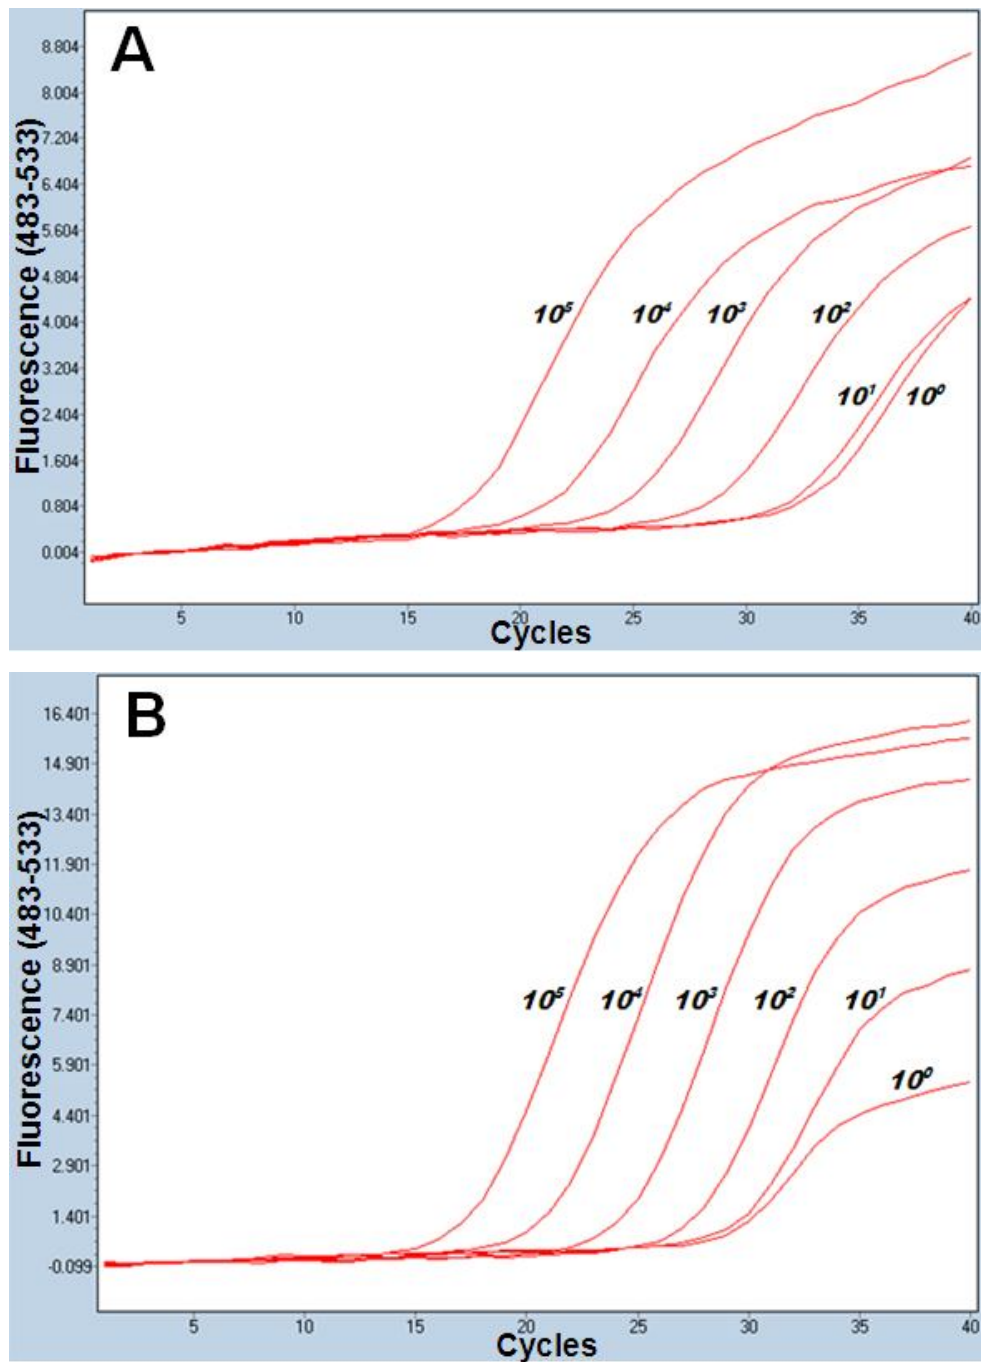 A
Fluorescence (483-533)
8.804
8.004
7.204
6.404
5.604
4.804
4.004
3.204
2.404
1.604
0.804
0.004
10⁵ 10⁴ 10³ 10²
10¹ 10⁰
5 10 15 20 25 30 35 40
Cycles
B
Fluorescence (483-533)
16.401
14.901
13.401
11.901
10.401
8.901
7.401
5.901
4.401
2.901
1.401
-0.099
10⁵ 10⁴ 10³ 10² 10¹
10⁰
5 10 15 20 25 30 35 40
Cycles